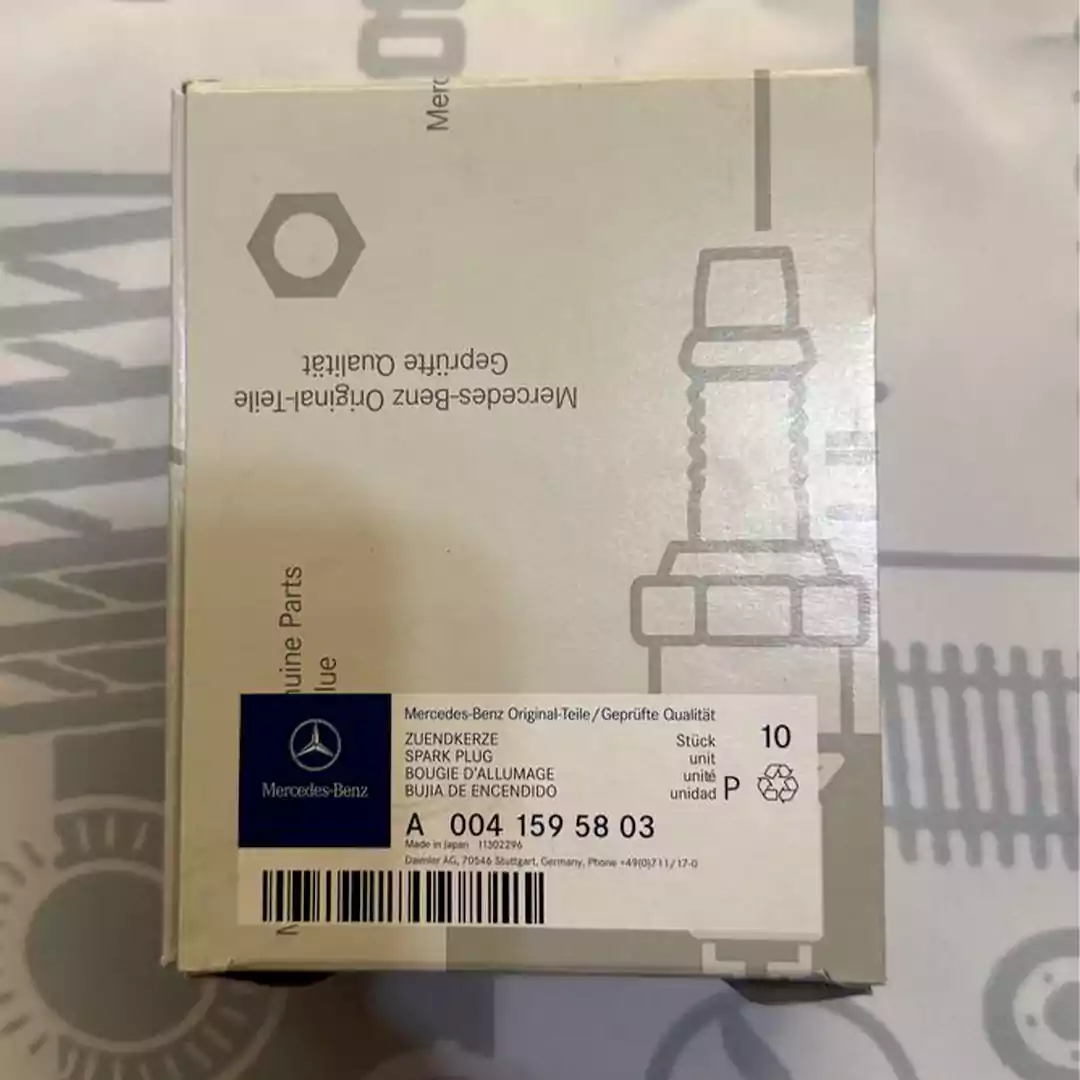 Merc
Mercedes-Benz Original-Teile
Geprüfte Qualität
nuine Parts
lue
Mercedes-Benz
Mercedes-Benz Original-Teile/Geprüfte Qualität
ZUENDKERZE
SPARK PLUG
BOUGIE D'ALLUMAGE
BUJIA DE ENCENDIDO
Stück 10
unit
unité
unidad P
A 004 159 58 03
Made in Japan 11302296
Daimler AG, 70546 Stuttgart, Germany, Phone +49(0)711/17-0